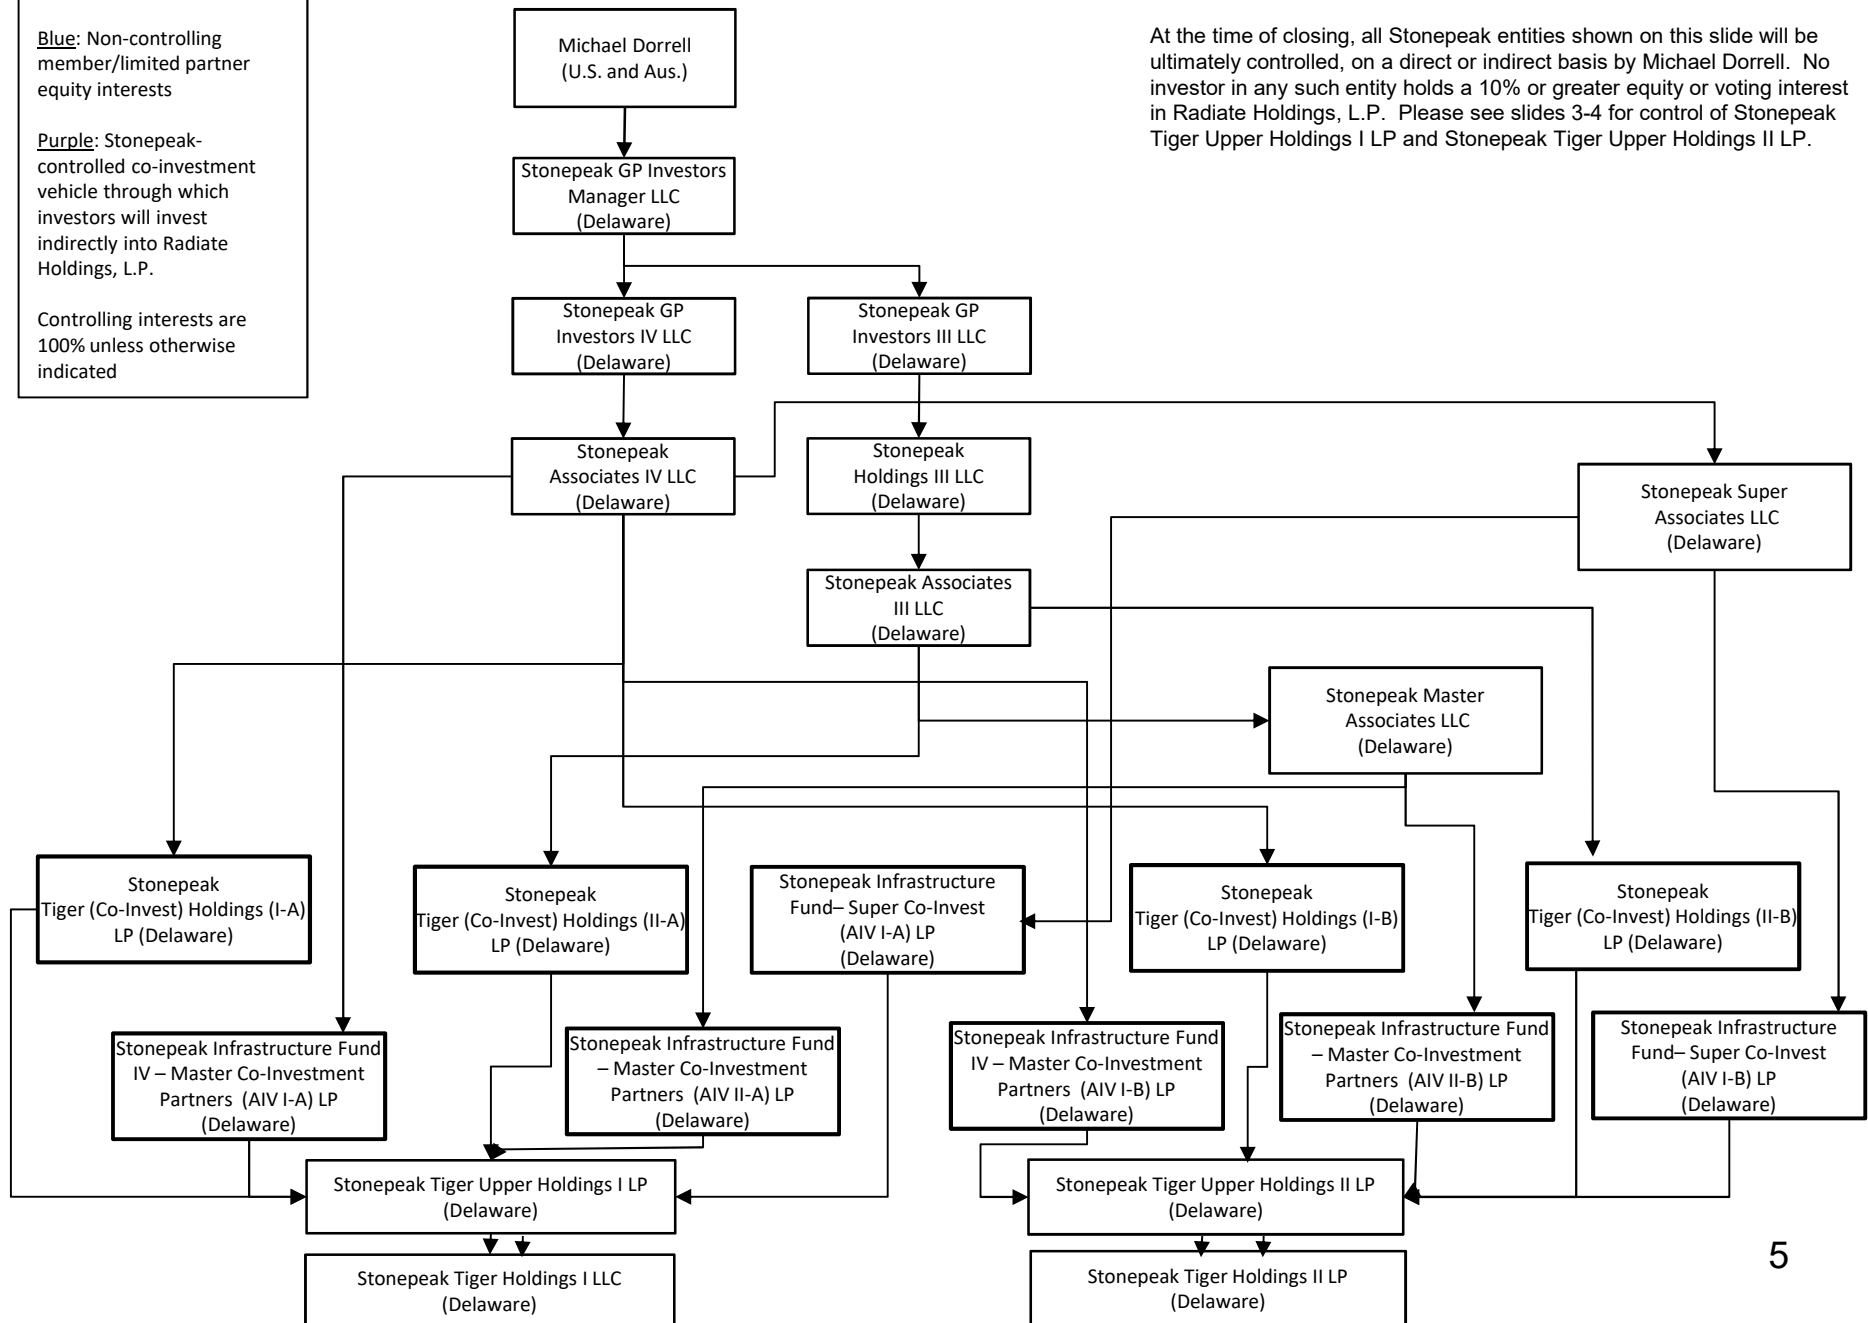 Blue: Non-controlling
member/limited partner
equity interests
Purple: Stonepeak-
controlled co-investment
vehicle through which
investors will invest
indirectly into Radiate
Holdings, L.P.
Controlling interests are
100% unless otherwise
indicated
At the time of closing, all Stonepeak entities shown on this slide will be
ultimately controlled, on a direct or indirect basis by Michael Dorrell.  No
investor in any such entity holds a 10% or greater equity or voting interest
in Radiate Holdings, L.P.  Please see slides 3-4 for control of Stonepeak
Tiger Upper Holdings I LP and Stonepeak Tiger Upper Holdings II LP.
Michael Dorrell
(U.S. and Aus.)
Stonepeak GP Investors
Manager LLC
(Delaware)
Stonepeak GP
Investors IV LLC
(Delaware)
Stonepeak GP
Investors III LLC
(Delaware)
Stonepeak
Associates IV LLC
(Delaware)
Stonepeak
Holdings III LLC
(Delaware)
Stonepeak Super
Associates LLC
(Delaware)
Stonepeak Associates
III LLC
(Delaware)
Stonepeak Master
Associates LLC
(Delaware)
Stonepeak
Tiger (Co-Invest) Holdings (I-A)
LP (Delaware)
Stonepeak
Tiger (Co-Invest) Holdings (II-A)
LP (Delaware)
Stonepeak Infrastructure
Fund– Super Co-Invest
(AIV I-A) LP
(Delaware)
Stonepeak
Tiger (Co-Invest) Holdings (I-B)
LP (Delaware)
Stonepeak
Tiger (Co-Invest) Holdings (II-B)
LP (Delaware)
Stonepeak Infrastructure Fund
IV – Master Co-Investment
Partners  (AIV I-A) LP
(Delaware)
Stonepeak Infrastructure Fund
– Master Co-Investment
Partners  (AIV II-A) LP
(Delaware)
Stonepeak Infrastructure Fund
IV – Master Co-Investment
Partners  (AIV I-B) LP
(Delaware)
Stonepeak Infrastructure Fund
– Master Co-Investment
Partners  (AIV II-B) LP
(Delaware)
Stonepeak Infrastructure
Fund– Super Co-Invest
(AIV I-B) LP
(Delaware)
Stonepeak Tiger Upper Holdings I LP
(Delaware)
Stonepeak Tiger Upper Holdings II LP
(Delaware)
Stonepeak Tiger Holdings I LLC
(Delaware)
Stonepeak Tiger Holdings II LP
(Delaware)
5